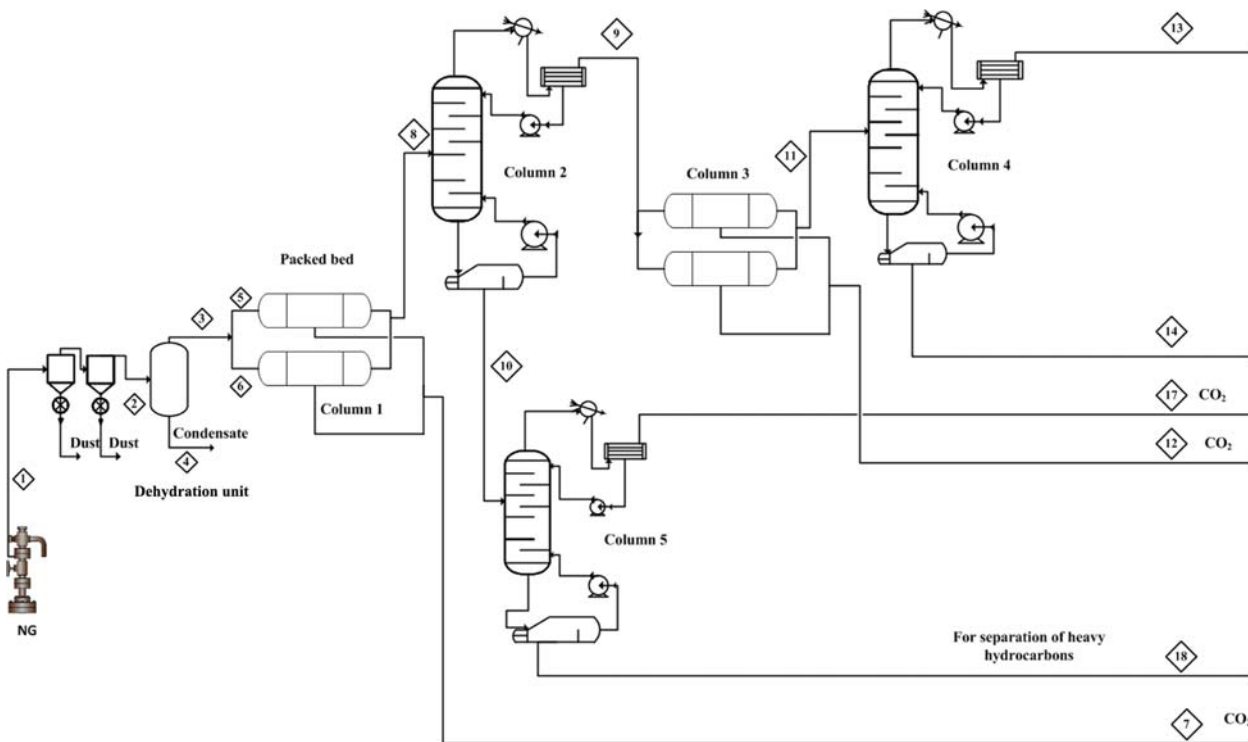 13
9
8
Column 2
11
Column 3
Column 4
Packed bed
5
3
14
10
6
2
Column 1
17
CO₂
Dust
Dust
Condensate
12
CO₂
4
1
Dehydration unit
Column 5
NG
For separation of heavy
hydrocarbons
18
7
CO₂